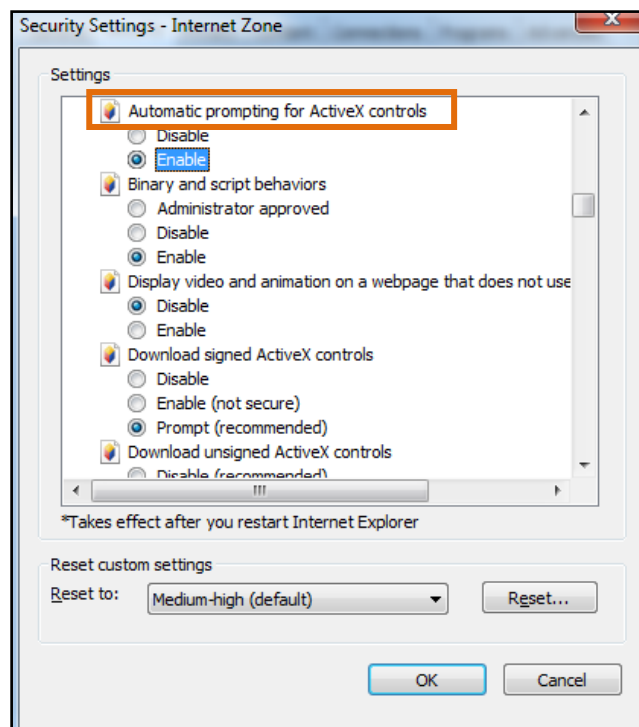 Security Settings - Internet Zone
Settings
Automatic prompting for ActiveX controls
Disable
Enable
Binary and script behaviors
Administrator approved
Disable
Enable
Display video and animation on a webpage that does not use
Disable
Enable
Download signed ActiveX controls
Disable
Enable (not secure)
Prompt (recommended)
Download unsigned ActiveX controls
Disable (recommended)
*Takes effect after you restart Internet Explorer
Reset custom settings
Reset to:
Medium-high (default)
Reset...
OK
Cancel